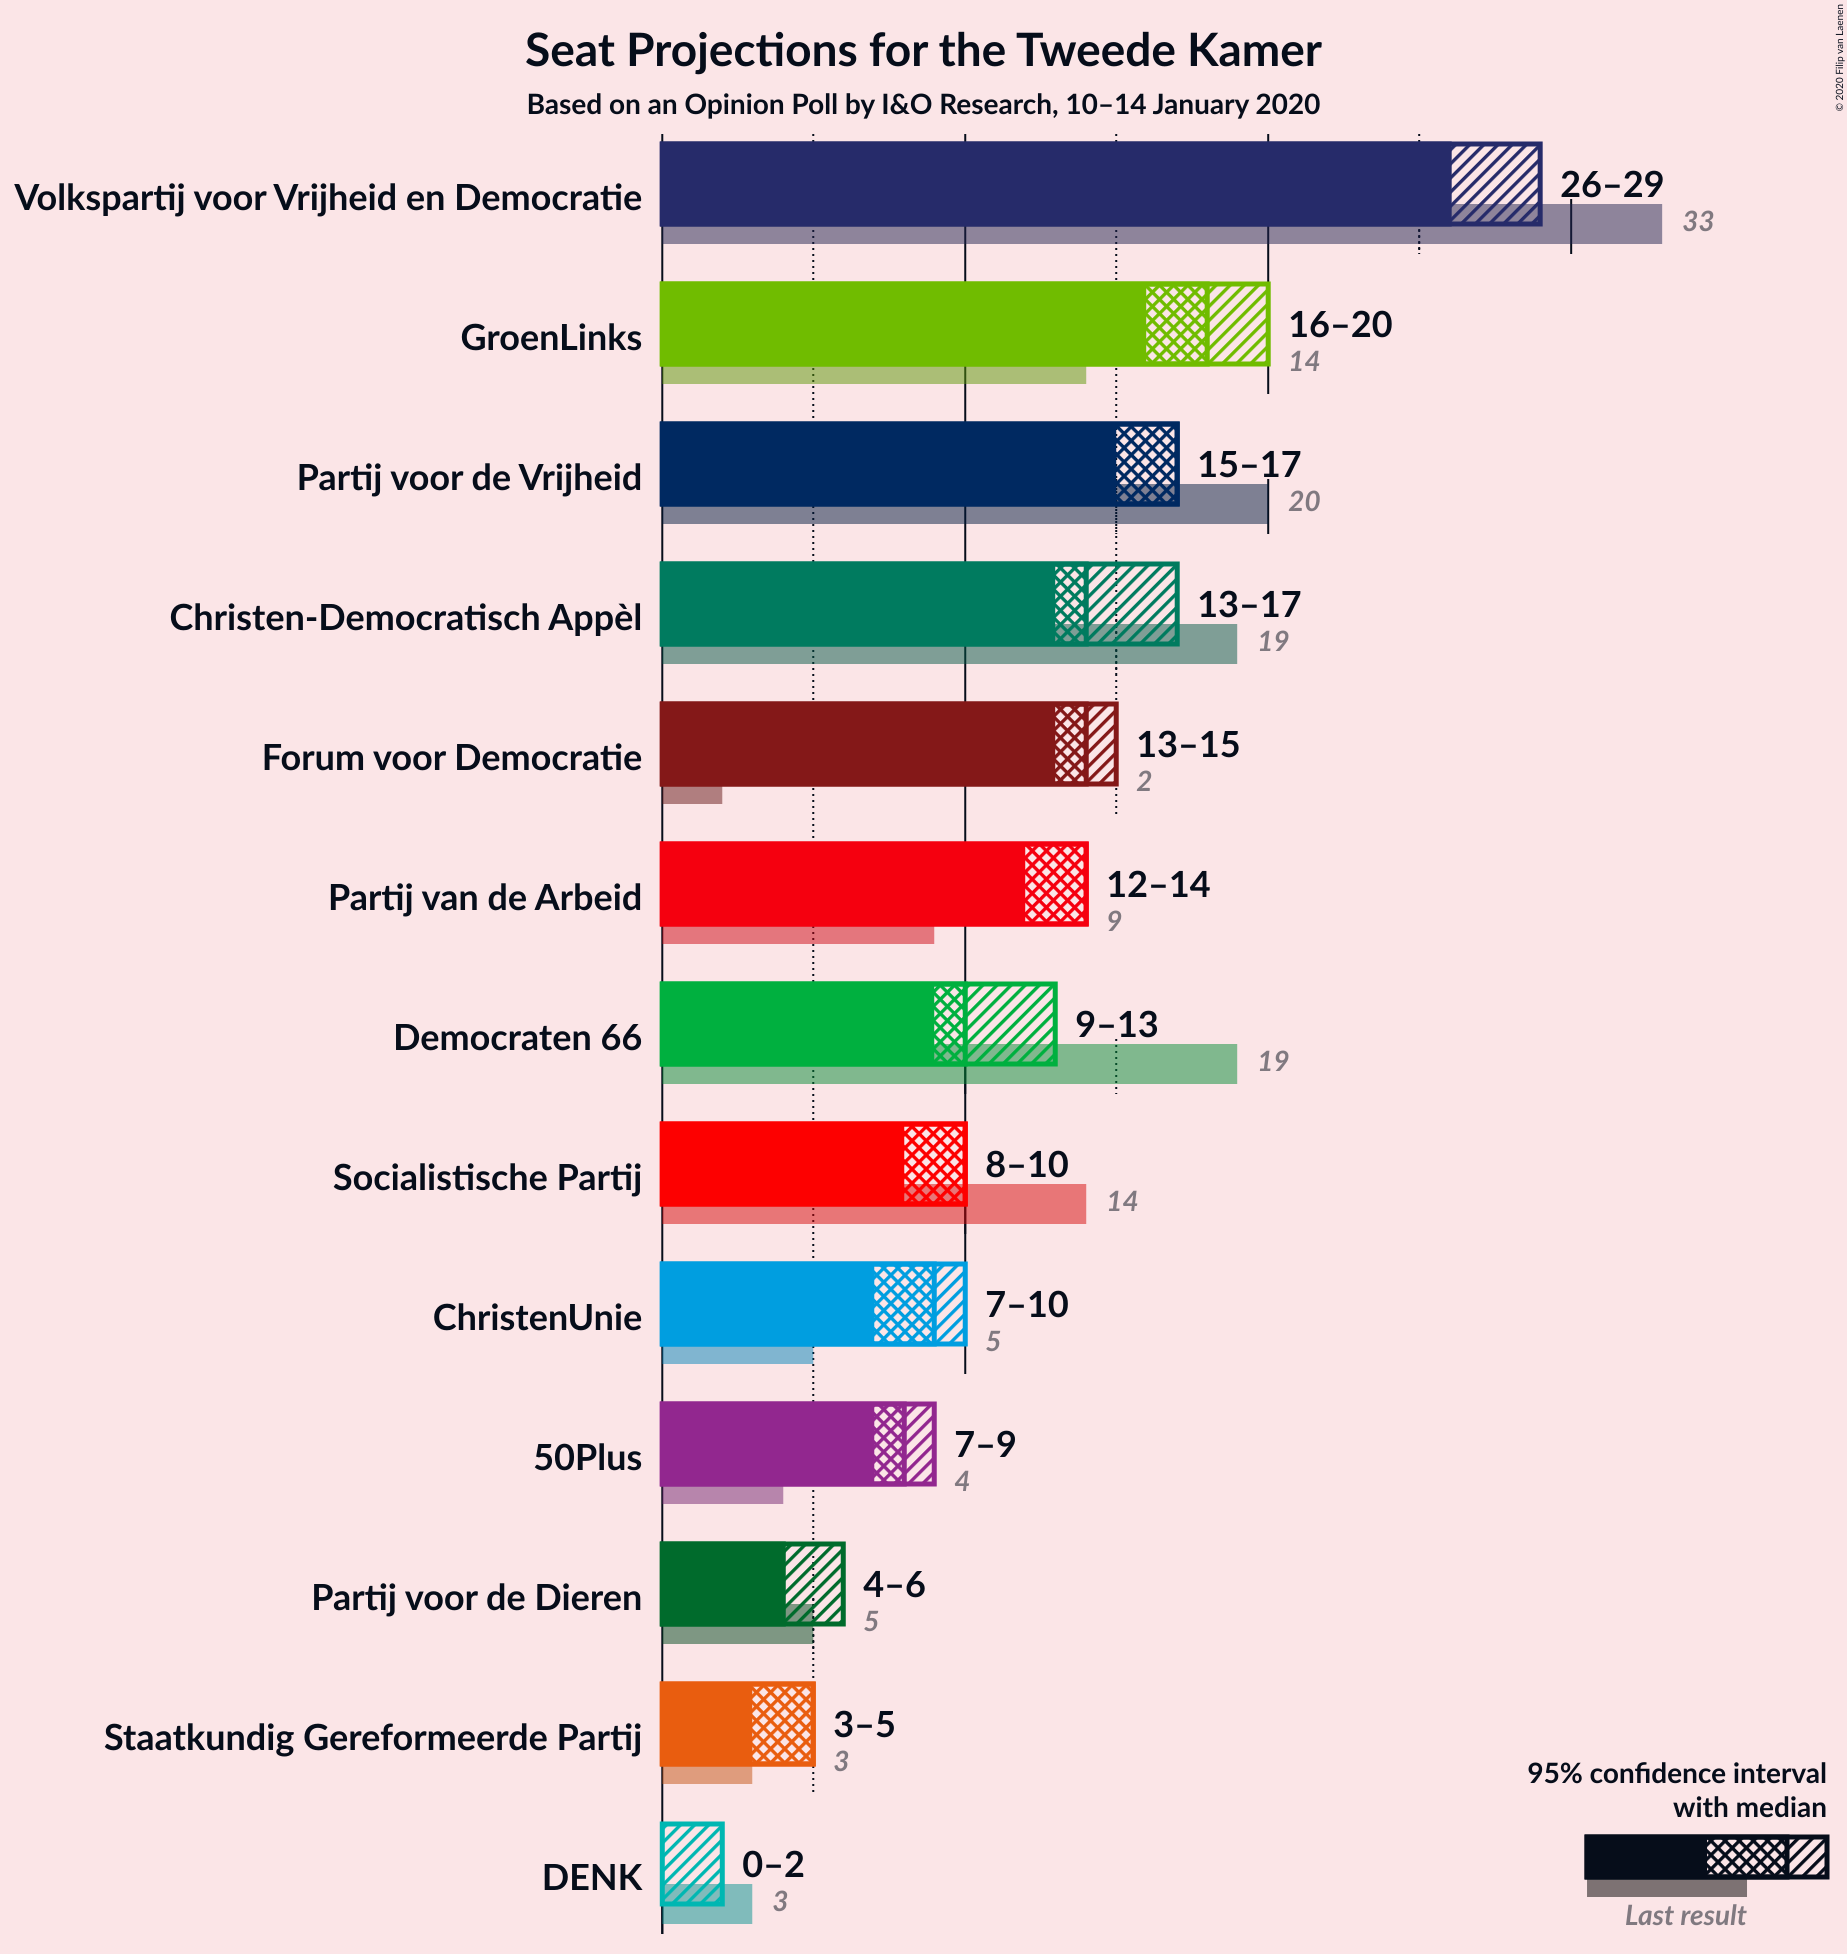 Seat Projections for the Tweede Kamer
Based on an Opinion Poll by I&O Research, 10–14 January 2020
© 2020 Filip van Laenen
Volkspartij voor Vrijheid en Democratie
26–29
33
GroenLinks
16–20
14
Partij voor de Vrijheid
15–17
20
Christen-Democratisch Appèl
13–17
19
Forum voor Democratie
13–15
2
Partij van de Arbeid
12–14
9
Democraten 66
9–13
19
Socialistische Partij
8–10
14
ChristenUnie
7–10
5
50Plus
7–9
4
Partij voor de Dieren
4–6
5
Staatkundig Gereformeerde Partij
3–5
3
DENK
0–2
3
95% confidence interval
with median
Last result